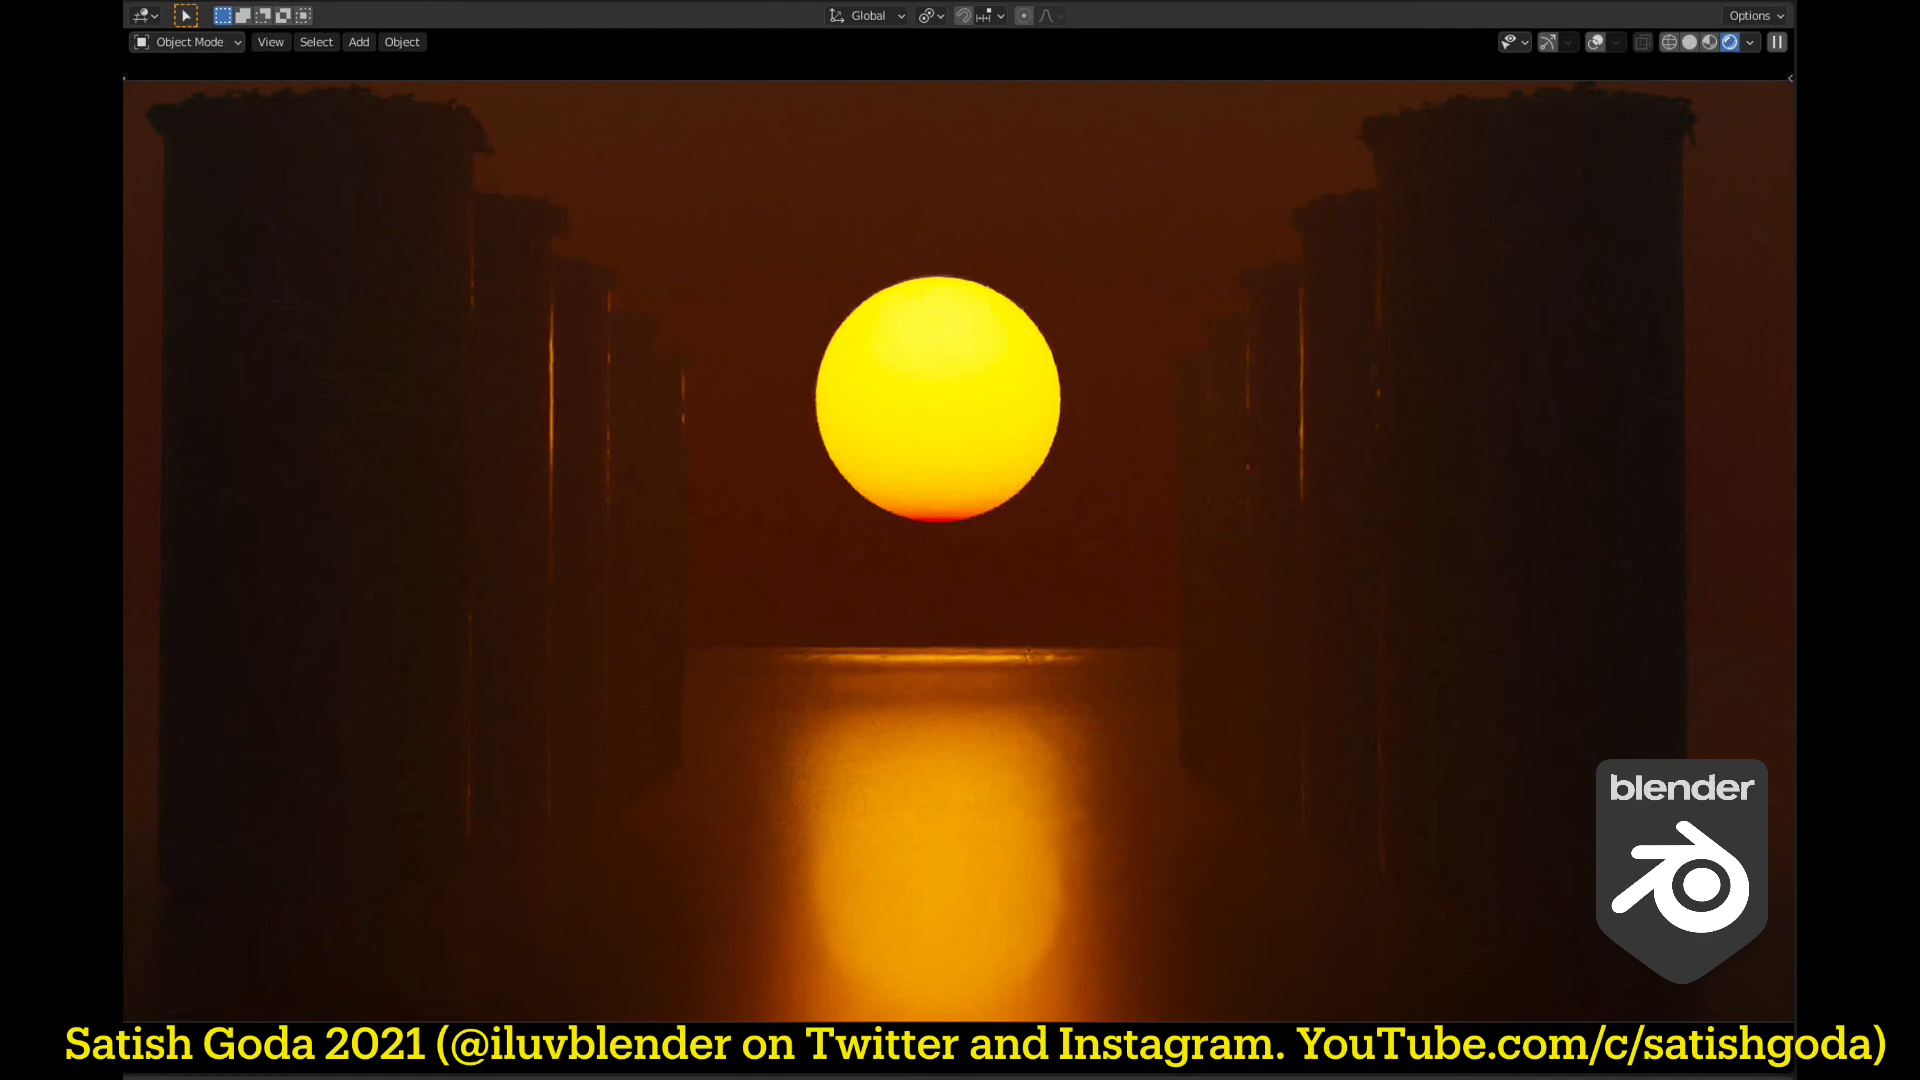 Global
Options
Object Mode View Select Add Object
blender
Satish Goda 2021 (@iluvblender on Twitter and Instagram. YouTube.com/c/satishgoda)